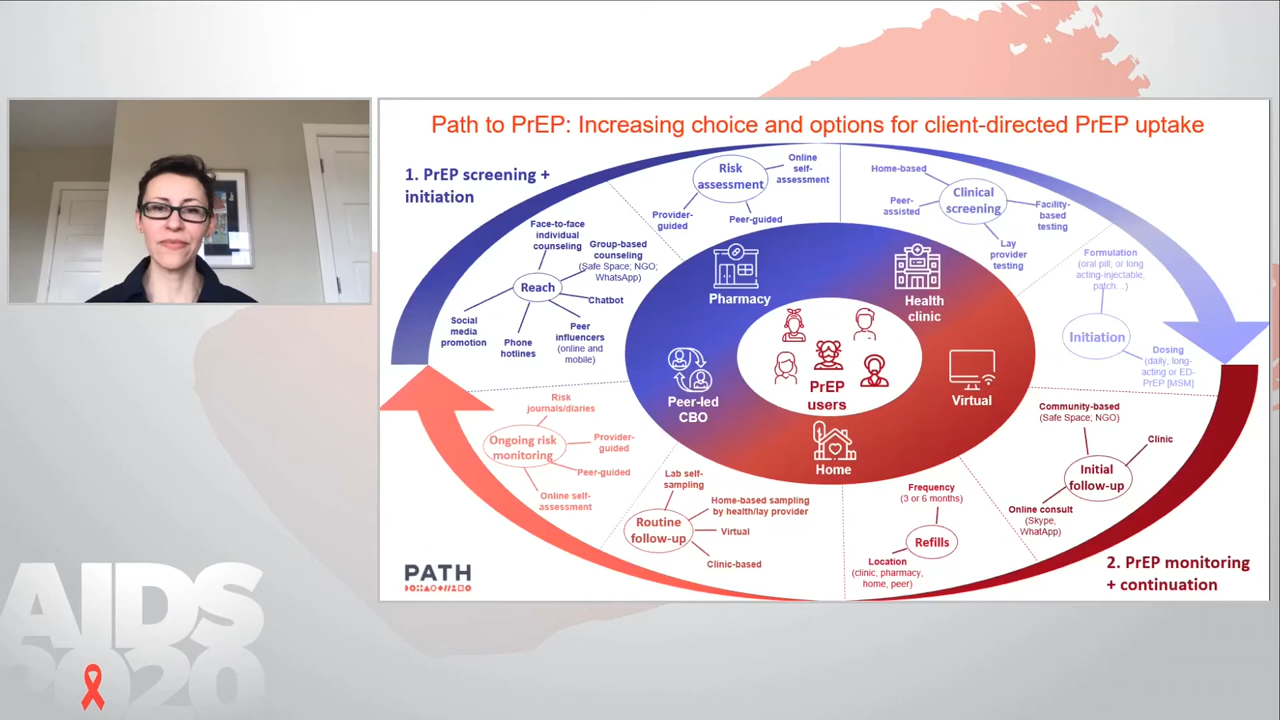 Path to PrEP: Increasing choice and options for client-directed PrEP uptake
1. PrEP screening +
initiation
Reach
Face-to-face
individual
counseling
Group-based
counseling
(Safe Space; NGO;
WhatsApp)
Chatbot
Peer
influencers
(online and
mobile)
Phone
hotlines
Social
media
promotion
Risk
assessment
Online
self-
assessment
Provider-
guided
Peer-guided
Clinical
screening
Home-based
Peer-
assisted
Facility-
based
testing
Lay
provider
testing
Formulation
(oral pill, or long
acting-injectable,
patch…)
Initiation
Dosing
(daily, long-
acting or ED-
PrEP [MSM]
Pharmacy
Health
clinic
Peer-led
CBO
PrEP
users
Virtual
Home
Community-based
(Safe Space; NGO)
Clinic
Initial
follow-up
Online consult
(Skype,
WhatApp)
2. PrEP monitoring
+ continuation
Frequency
(3 or 6 months)
Refills
Location
(clinic, pharmacy,
home, peer)
Lab self-
sampling
Home-based sampling
by health/lay provider
Routine
follow-up
Virtual
Clinic-based
Risk
journals/diaries
Ongoing risk
monitoring
Provider-
guided
Peer-guided
Online self-
assessment
PATH
AIDS
2020